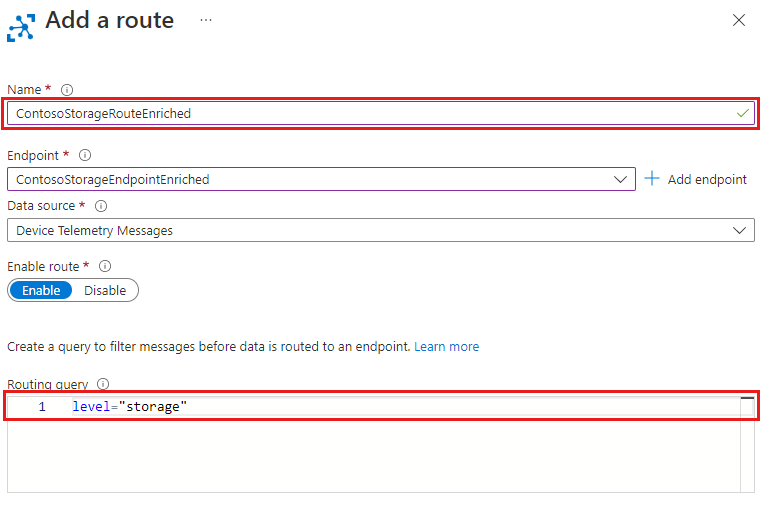 Add a route ...
Name *
ContosoStorageRouteEnriched
Endpoint *
ContosoStorageEndpointEnriched
Add endpoint
Data source *
Device Telemetry Messages
Enable route *
Enable Disable
Create a query to filter messages before data is routed to an endpoint. Learn more
Routing query
1 level="storage"